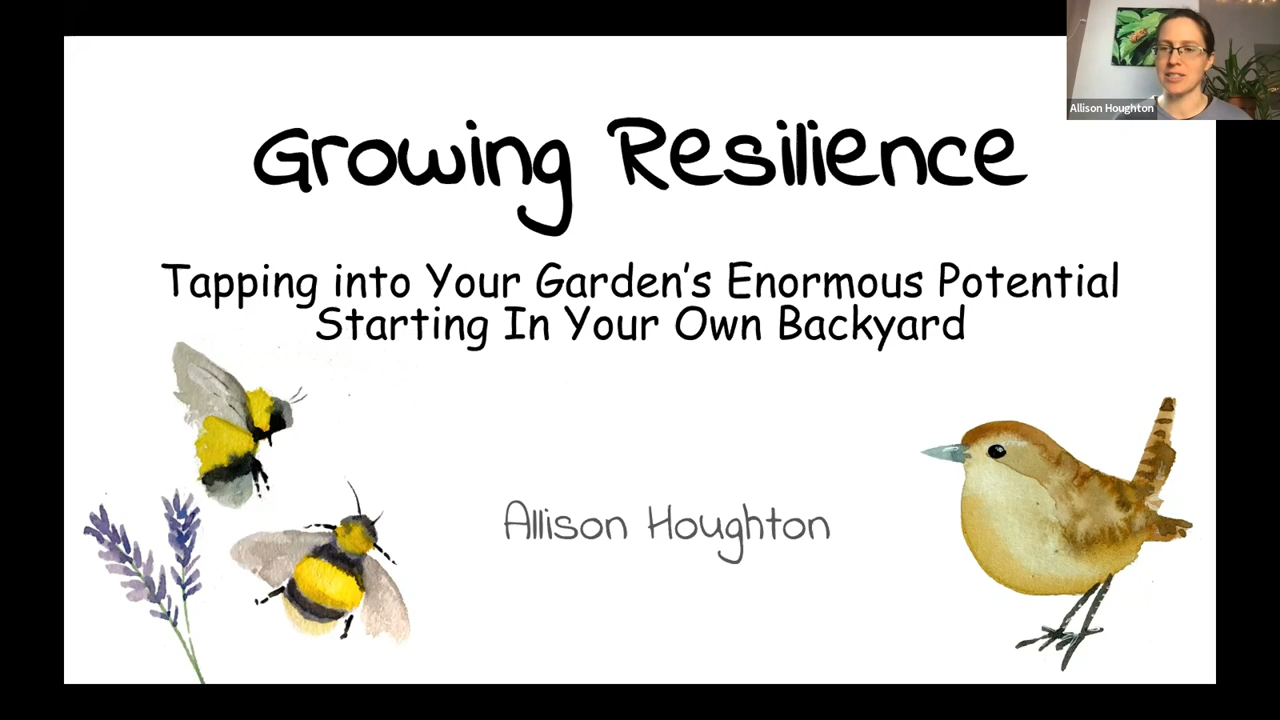 Growing Resilience
Tapping into Your Garden's Enormous Potential
Starting In Your Own Backyard
Allison Houghton
Allison Houghton